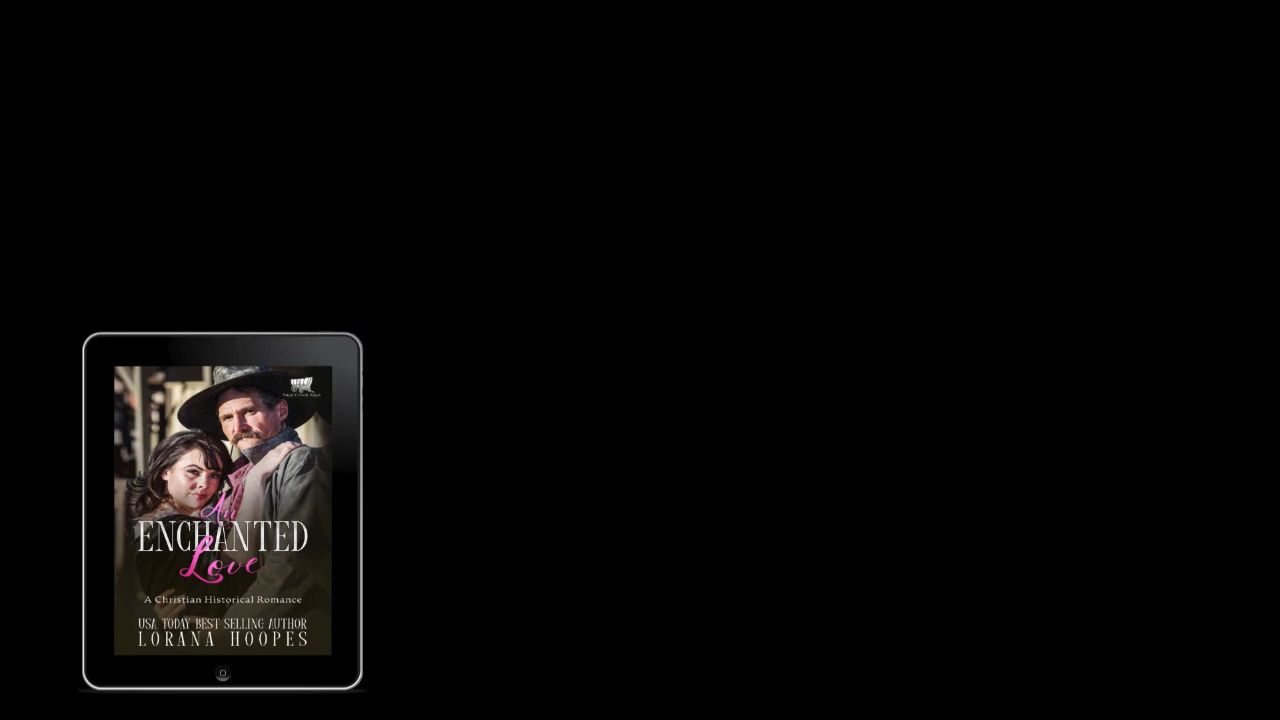 An
ENCHANTED
Love
A Christian Historical Romance
USA TODAY BEST SELLING AUTHOR
LORANA HOOPES